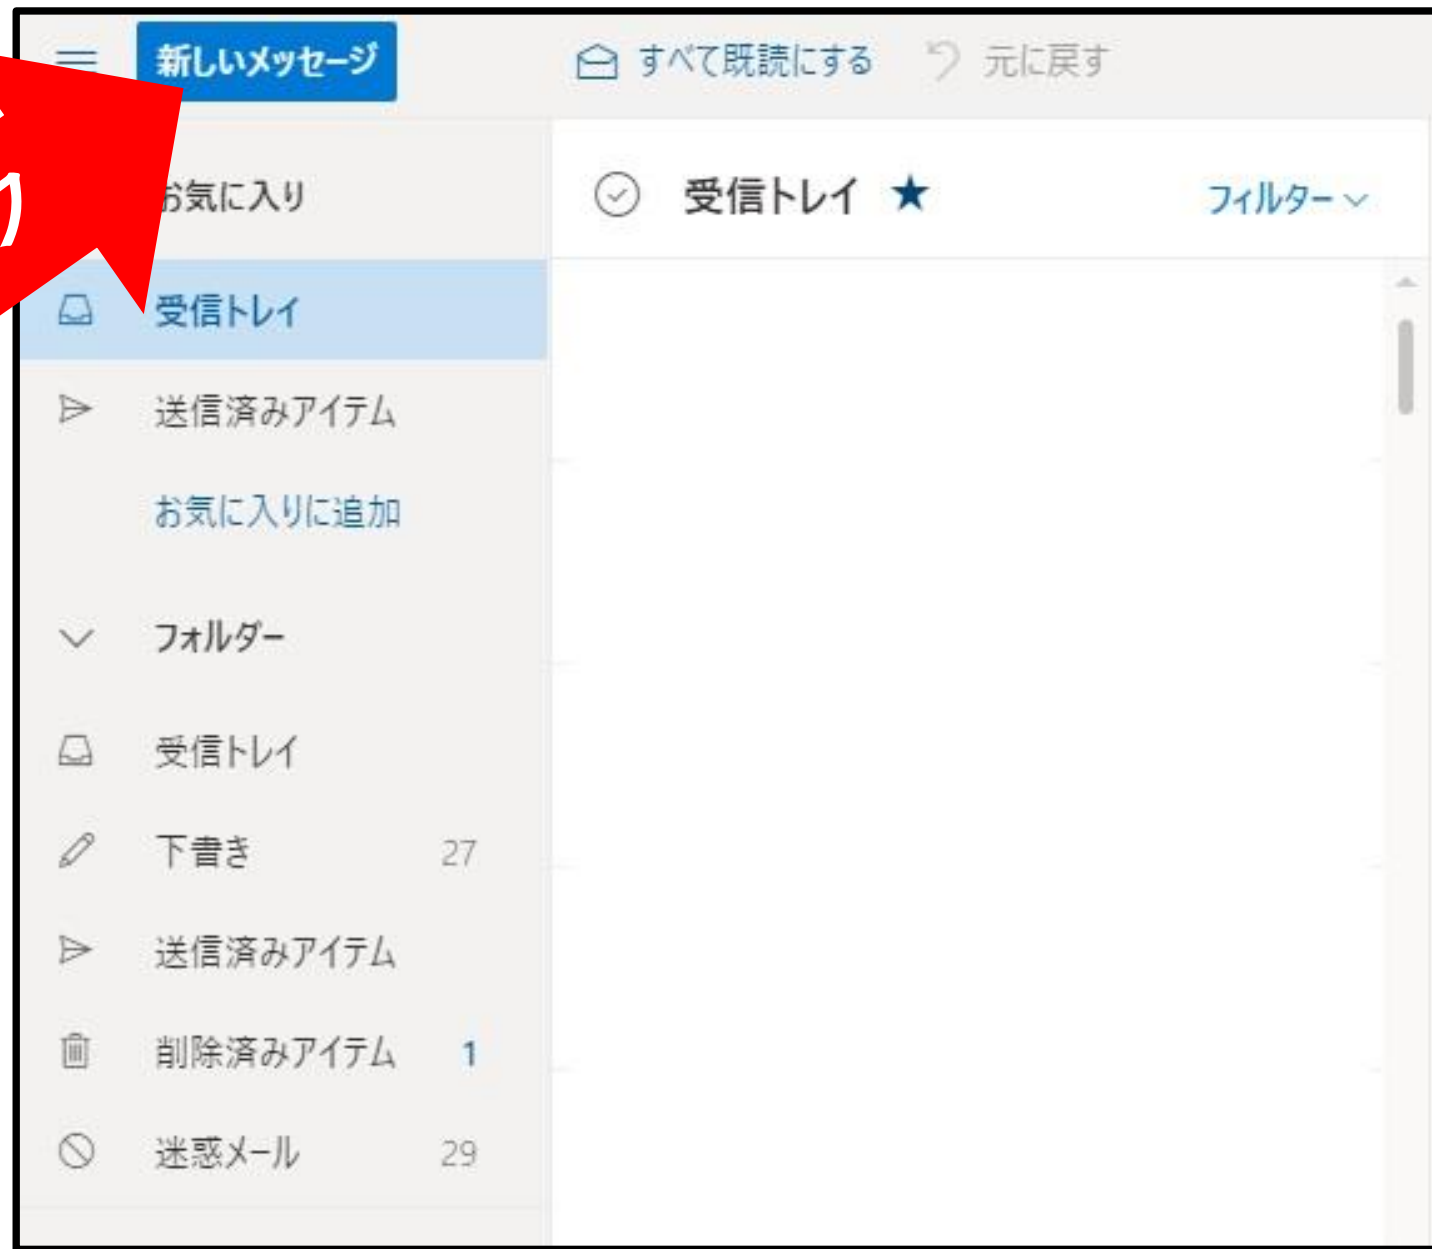 新しいメッセージ
すべて既読にする 元に戻す
お気に入り
受信トレイ ★ フィルター
受信トレイ
送信済みアイテム
お気に入りに追加
フォルダー
受信トレイ
下書き 27
送信済みアイテム
削除済みアイテム 1
迷惑メール 29